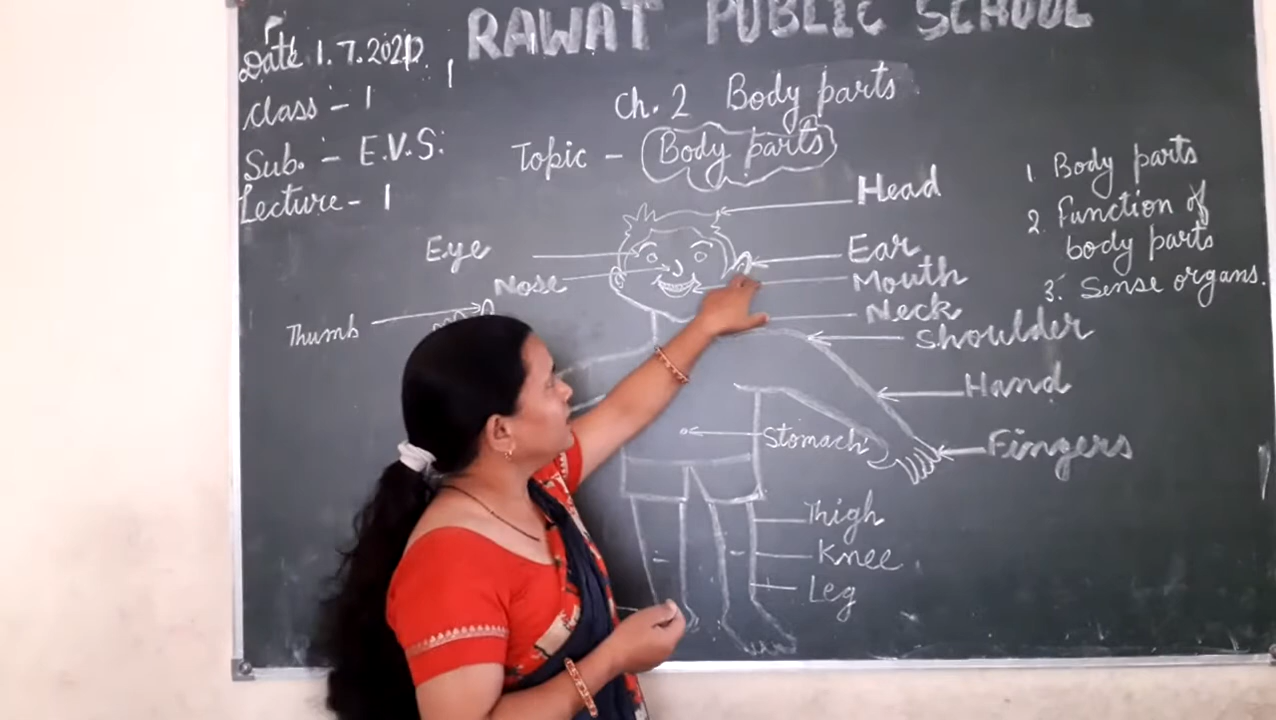 RAWAT PUBLIC SCHOOL
Date 1.7.2021
Class - 1
Sub. - E.V.S.
Lecture - 1
Ch. 2 Body parts
Topic - Body parts
Head
Eye
Ear
Nose
Mouth
Neck
Thumb
Shoulder
Hand
Stomach
Fingers
Thigh
Knee
Leg
1. Body parts
2. Function of
body parts
3. Sense organs.